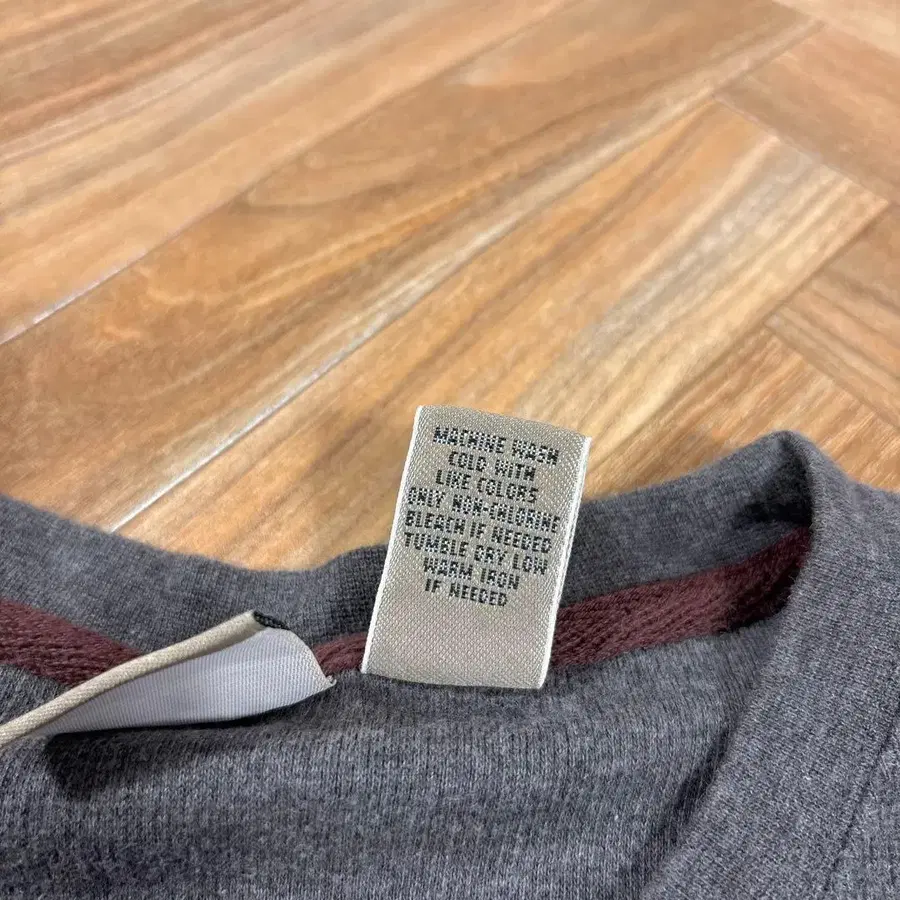 MACHINE WASH
COLD WITH
LIKE COLORS
ONLY NON-CHLORINE
BLEACH IF NEEDED
TUMBLE DRY LOW
WARM IRON
IF NEEDED